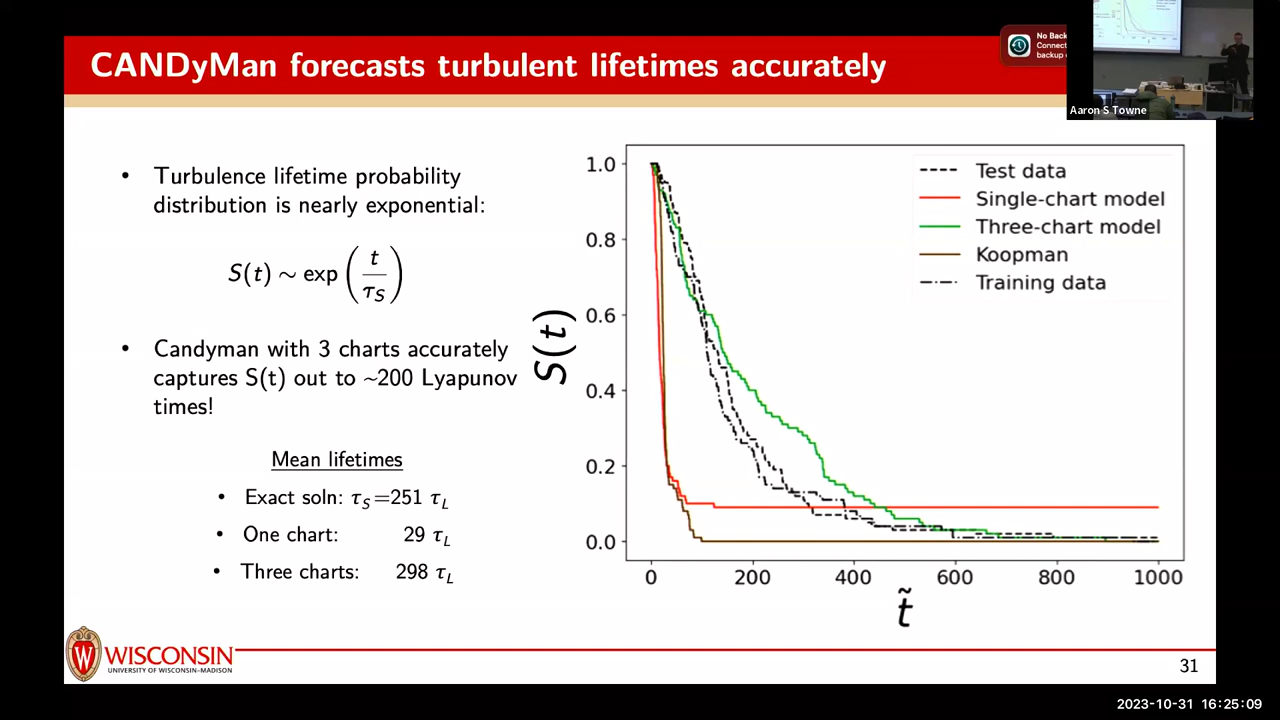 CANDyMan forecasts turbulent lifetimes accurately
No Back
Connect
backup
Aaron S Towne
• Turbulence lifetime probability
distribution is nearly exponential:
S(t) ∼ exp (t/τS)
• Candyman with 3 charts accurately
captures S(t) out to ~200 Lyapunov
times!
Mean lifetimes
• Exact soln: τS=251 τL
• One chart: 29 τL
• Three charts: 298 τL
S(t)
1.0
0.8
0.6
0.4
0.2
0.0
0 200 400 600 800 1000
t̃
Test data
Single-chart model
Three-chart model
Koopman
Training data
W WISCONSIN
UNIVERSITY OF WISCONSIN-MADISON
31
2023-10-31 16:25:09